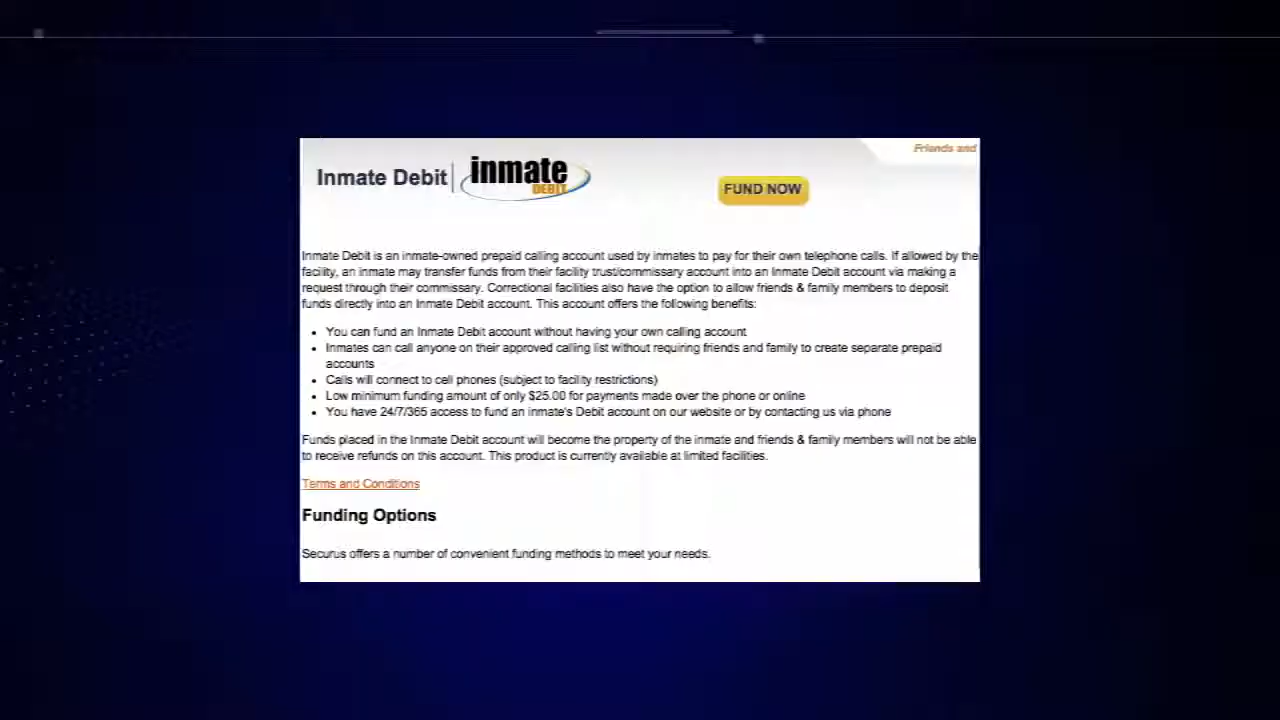 Friends and
Inmate Debit
inmate
DEBIT
FUND NOW
Inmate Debit is an inmate-owned prepaid calling account used by inmates to pay for their own telephone calls. If allowed by the
facility, an inmate may transfer funds from their facility trust/commissary account into an Inmate Debit account via making a
request through their commissary. Correctional facilities also have the option to allow friends & family members to deposit
funds directly into an Inmate Debit account. This account offers the following benefits:
• You can fund an Inmate Debit account without having your own calling account
• Inmates can call anyone on their approved calling list without requiring friends and family to create separate prepaid
accounts
• Calls will connect to cell phones (subject to facility restrictions)
• Low minimum funding amount of only $25.00 for payments made over the phone or online
• You have 24/7/365 access to fund an inmate's Debit account on our website or by contacting us via phone
Funds placed in the Inmate Debit account will become the property of the inmate and friends & family members will not be able
to receive refunds on this account. This product is currently available at limited facilities.
Terms and Conditions
Funding Options
Securus offers a number of convenient funding methods to meet your needs.